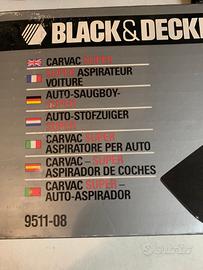 BLACK&DECKE
CARVAC SUPER
SUPER ASPIRATEUR
VOITURE
AUTO-SAUGBOY-
SUPER
AUTO-STOFZUIGER
SUPER
CARVAC SUPER
ASPIRATORE PER AUTO
CARVAC – SUPER
ASPIRADOR DE COCHES
CARVAC SUPER –
AUTO-ASPIRADOR
9511-08
subito